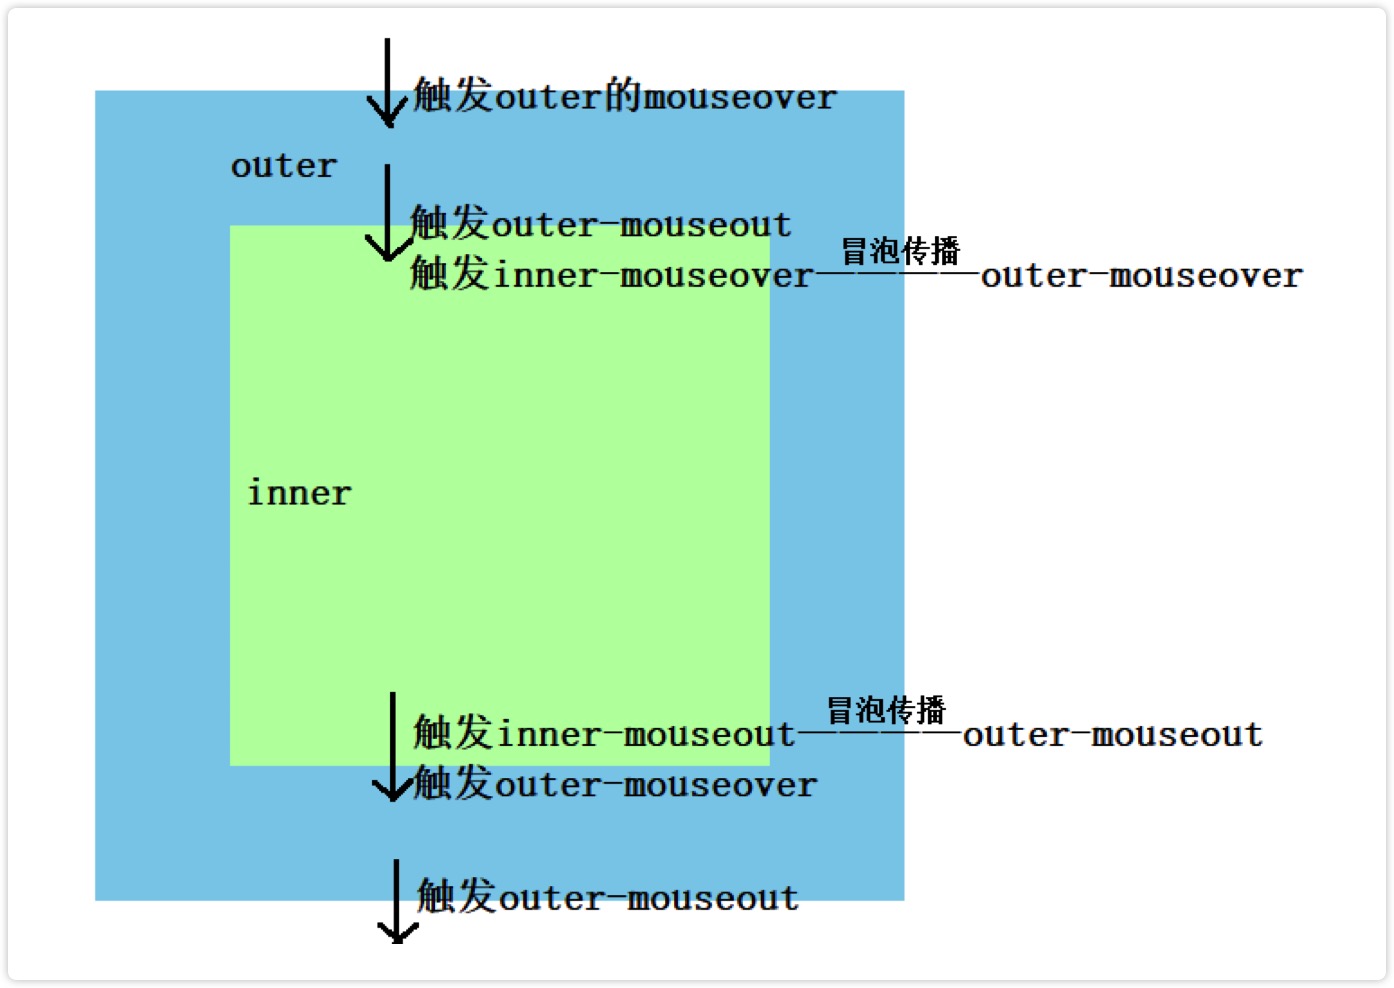 触发outer的mouseover
outer
触发outer-mouseout
冒泡传播
触发inner-mouseover————outer-mouseover
inner
冒泡传播
触发inner-mouseout————outer-mouseout
触发outer-mouseover
触发outer-mouseout